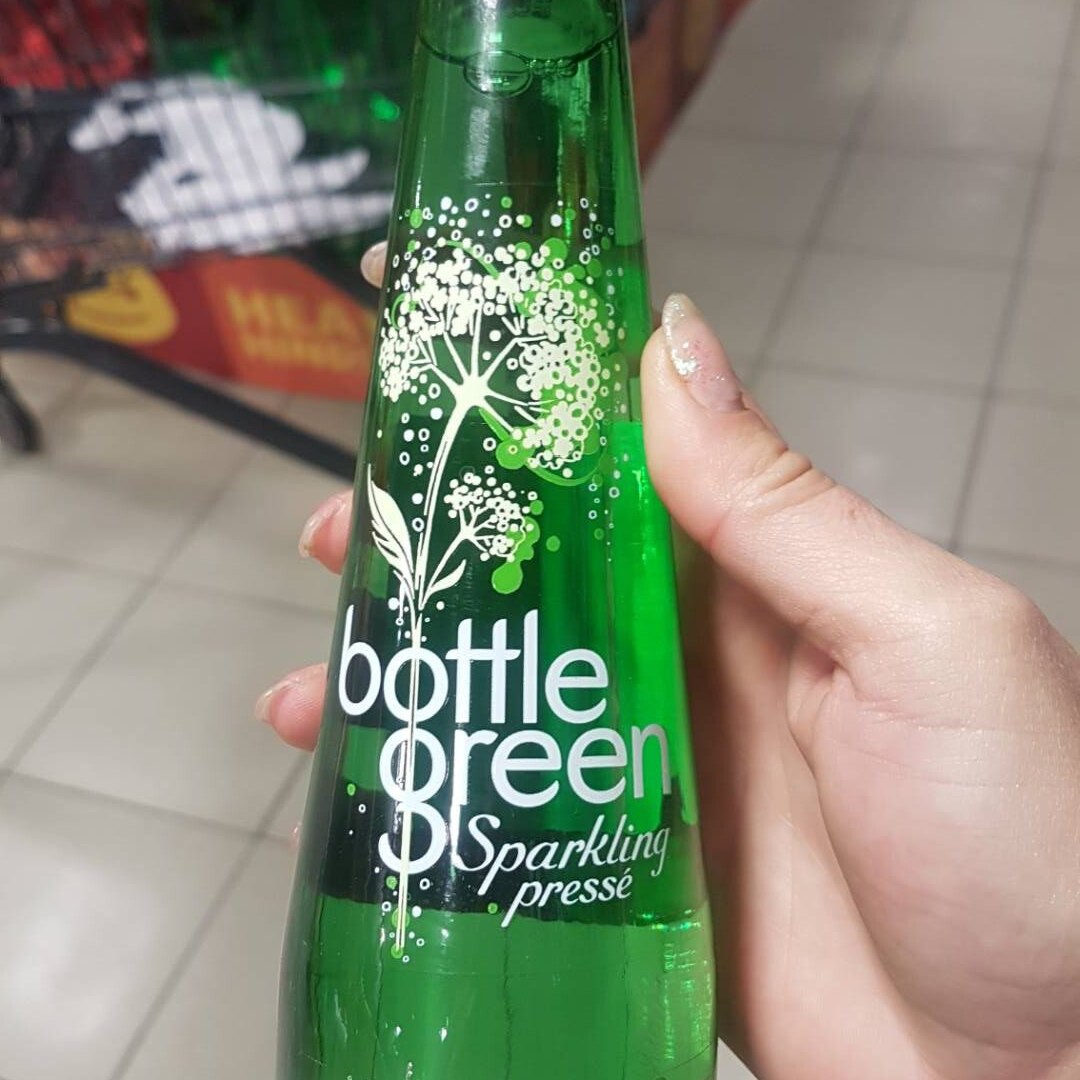 bottle
green
Sparkling
pressé